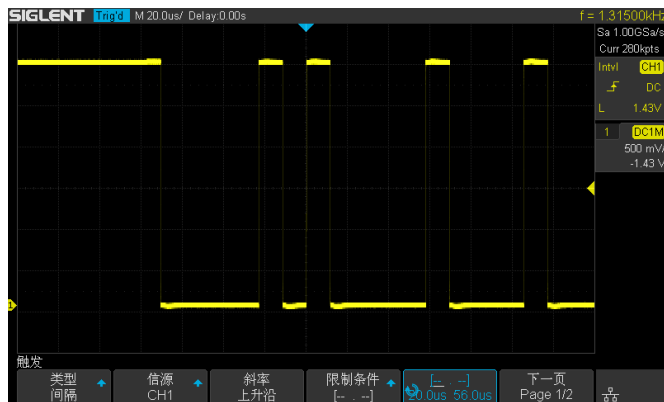 SIGLENT Trig'd M 20.0us/ Delay:0.00s f = 1.31500kHz
Sa 1.00GSa/s
Curr 280kpts
Intvl CH1
DC
L 1.43V
1 DC1M
500 mV/
-1.43 V
1
触发
类型 信源 斜率 限制条件 [-- . --] 下一页
间隔 CH1 上升沿 [-- . --] 56.0us Page 1/2